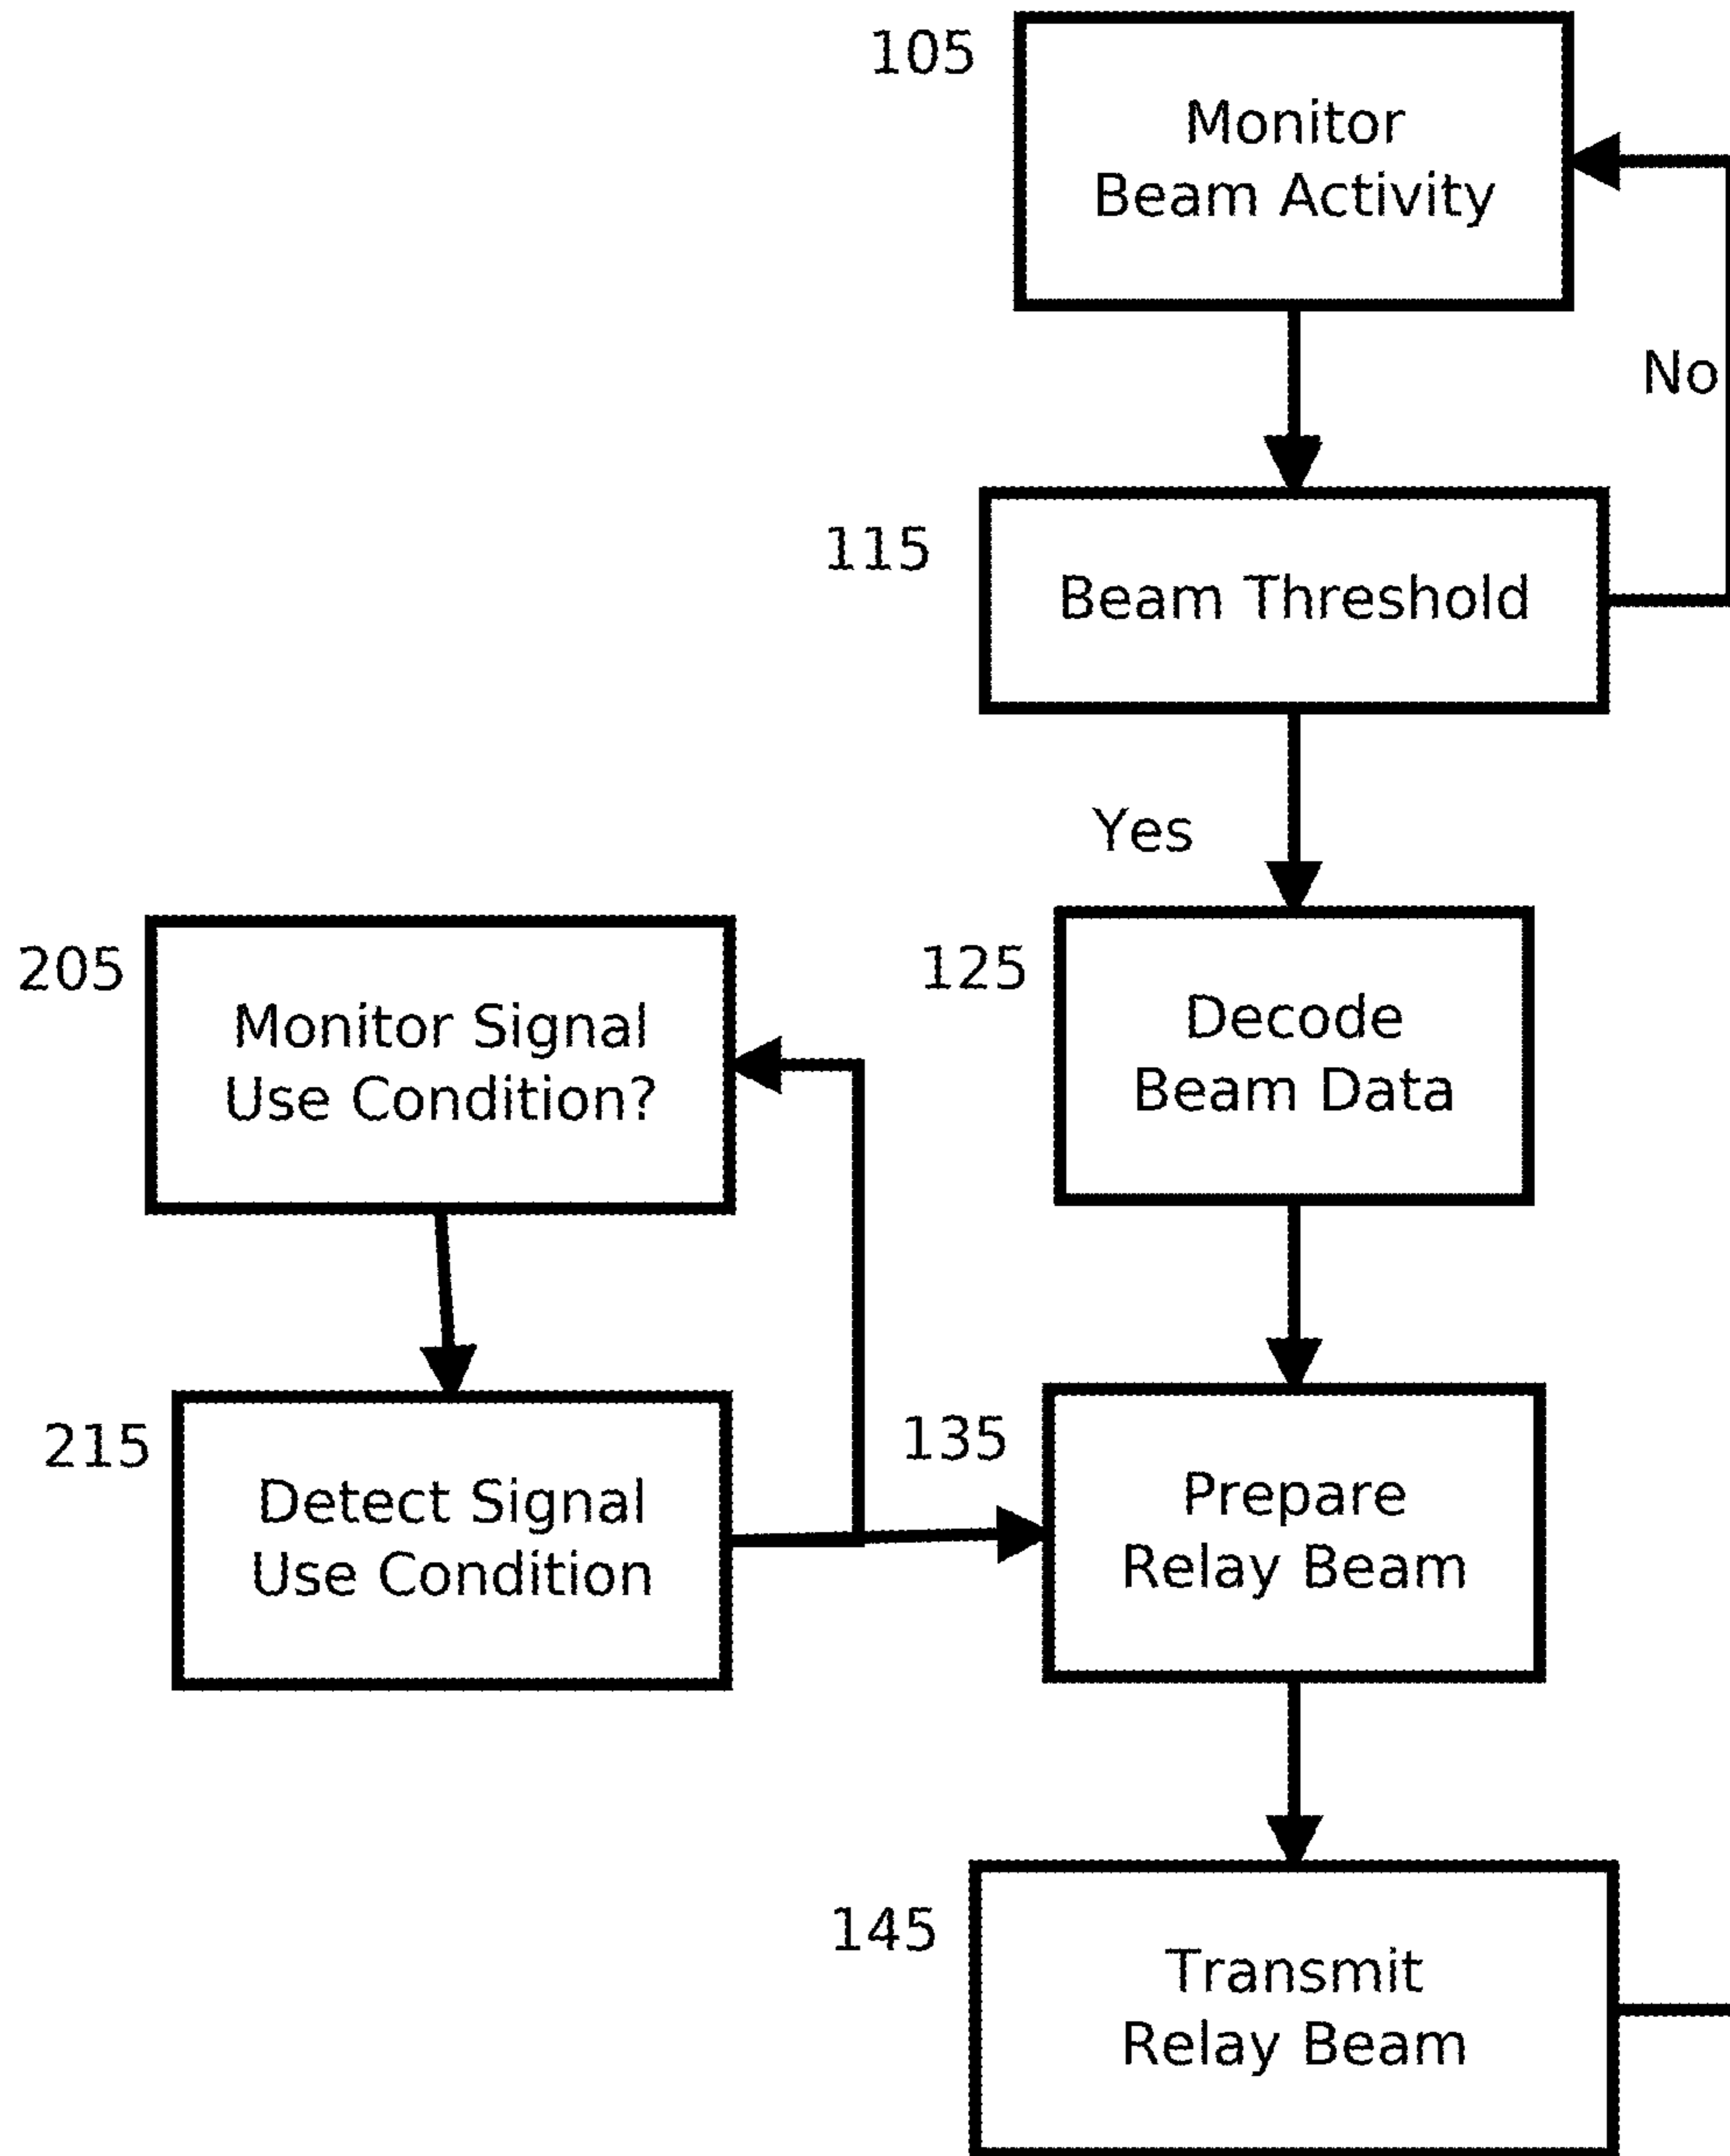 105
Monitor
Beam Activity
No
115
Beam Threshold
Yes
205
Monitor Signal
Use Condition?
125
Decode
Beam Data
215
Detect Signal
Use Condition
135
Prepare
Relay Beam
145
Transmit
Relay Beam